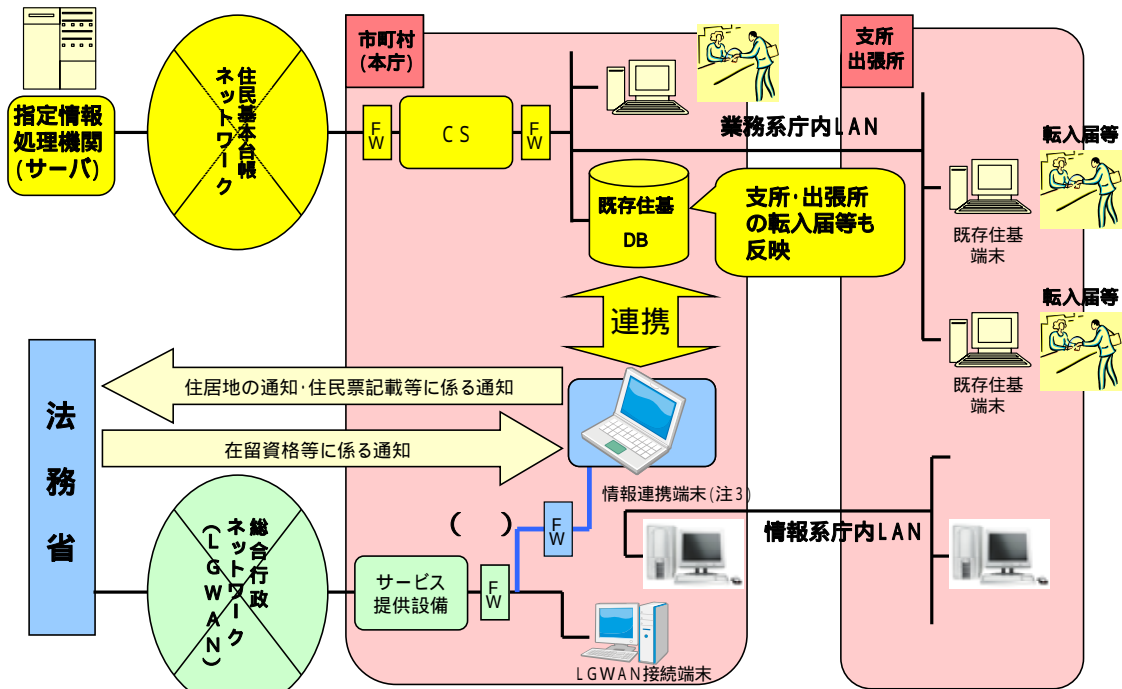 指定情報
処理機関
(サーバ)
住民基本台帳
ネットワーク
市町村
(本庁)
FW
CS
FW
業務系庁内LAN
既存住基
DB
支所・出張所
の転入届等も
反映
連携
支所
出張所
転入届等
既存住基
端末
転入届等
既存住基
端末
法務省
住居地の通知・住民票記載等に係る通知
在留資格等に係る通知
情報連携端末(注3)
(　)
FW
情報系庁内LAN
総合行政
ネットワーク
(LGWAN)
サービス
提供設備
FW
LGWAN接続端末